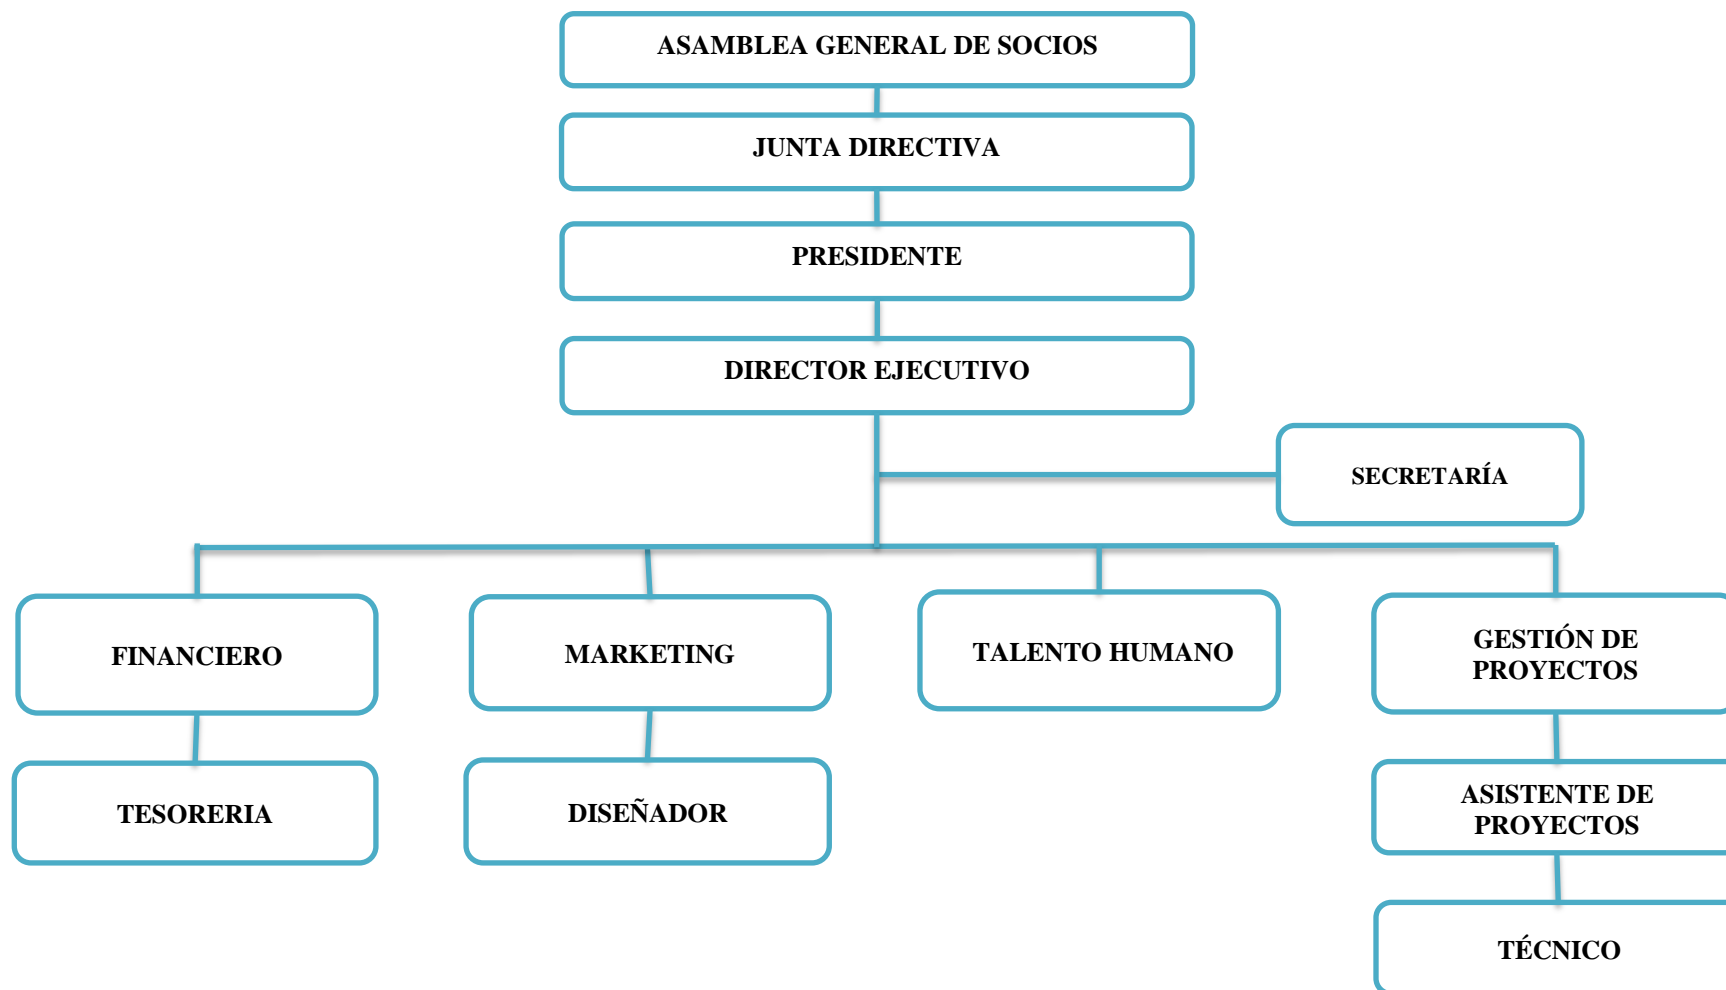 ASAMBLEA GENERAL DE SOCIOS
JUNTA DIRECTIVA
PRESIDENTE
DIRECTOR EJECUTIVO
SECRETARÍA
FINANCIERO
MARKETING
TALENTO HUMANO
GESTIÓN DE
PROYECTOS
TESORERIA
DISEÑADOR
ASISTENTE DE
PROYECTOS
TÉCNICO